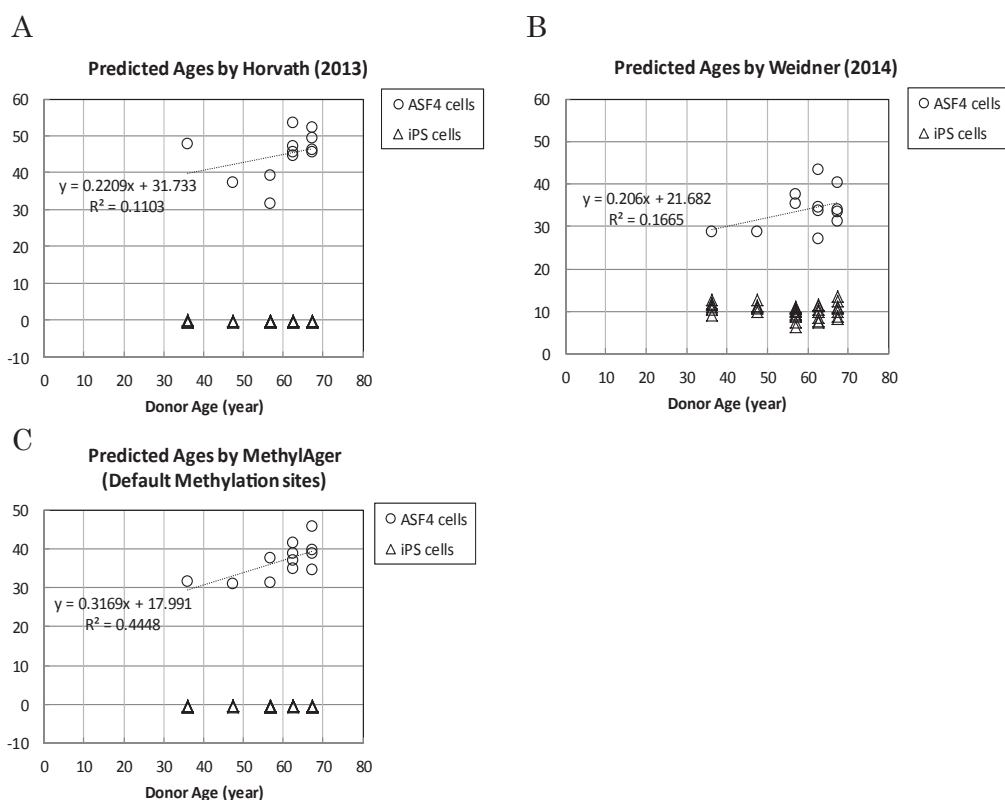 A
Predicted Ages by Horvath (2013)
60
50
40
30
20
10
0
-10
y = 0.2209x + 31.733
R² = 0.1103
0 10 20 30 40 50 60 70 80
Donor Age (year)
ASF4 cells
iPS cells
B
Predicted Ages by Weidner (2014)
60
50
40
30
20
10
0
y = 0.206x + 21.682
R² = 0.1665
0 10 20 30 40 50 60 70 80
Donor Age (year)
ASF4 cells
iPS cells
C
Predicted Ages by MethylAger
(Default Methylation sites)
50
40
30
20
10
0
-10
y = 0.3169x + 17.991
R² = 0.4448
0 10 20 30 40 50 60 70 80
Donor Age (year)
ASF4 cells
iPS cells